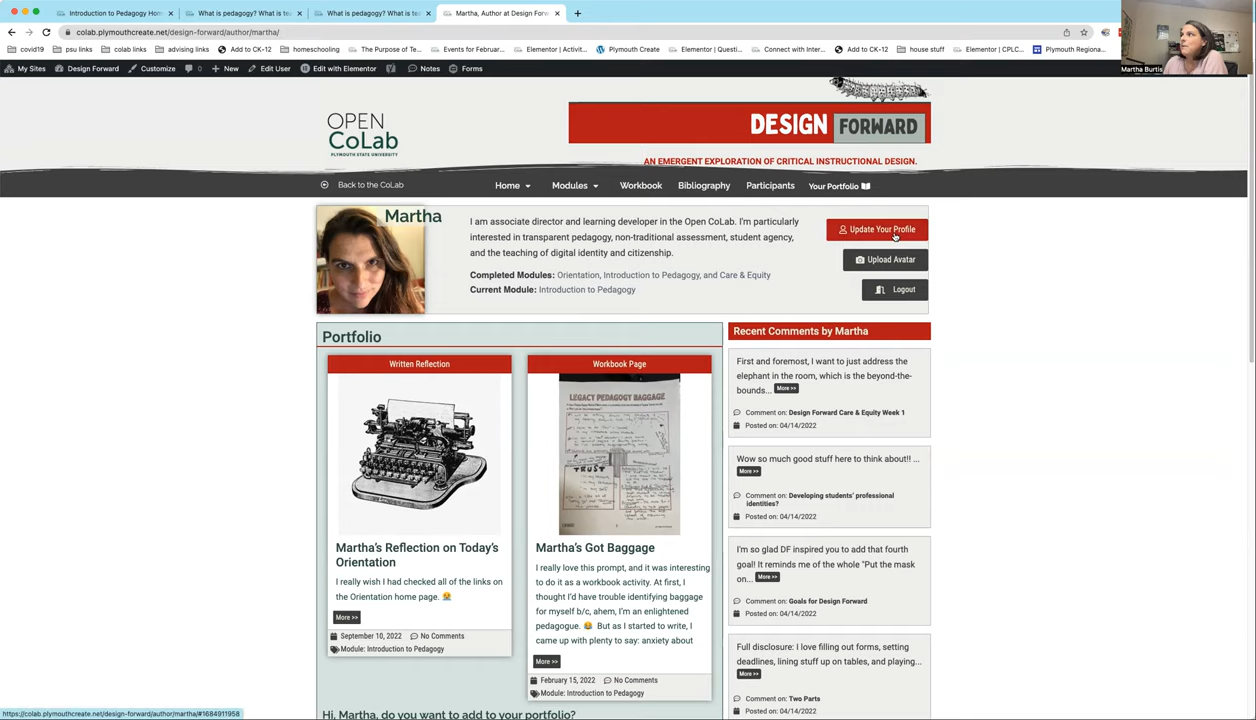 Introduction to Pedagogy Hom
What is pedagogy? What is tea
What is pedagogy? What is tea
Martha, Author at Design Forw
colab.plymouthcreate.net/design-forward/author/martha/
covid19
psu links
colab links
advising links
Add to CK-12
homeschooling
The Purpose of Te...
Events for Februar...
Elementor | Activit...
Plymouth Create
Elementor | Questi...
Connect with Inter...
Add to CK-12
house stuff
Elementor | CPLC...
Plymouth Regiona...
Martha Burtis
My Sites
Design Forward
Customize
0
New
Edit User
Edit with Elementor
Notes
Forms
OPEN
CoLab
PLYMOUTH STATE UNIVERSITY
DESIGN FORWARD
AN EMERGENT EXPLORATION OF CRITICAL INSTRUCTIONAL DESIGN.
Back to the CoLab
Home
Modules
Workbook
Bibliography
Participants
Your Portfolio
Martha
I am associate director and learning developer in the Open CoLab. I'm particularly
interested in transparent pedagogy, non-traditional assessment, student agency,
and the teaching of digital identity and citizenship.
Completed Modules: Orientation, Introduction to Pedagogy, and Care & Equity
Current Module: Introduction to Pedagogy
Update Your Profile
Upload Avatar
Logout
Portfolio
Written Reflection
Martha's Reflection on Today's
Orientation
I really wish I had checked all of the links on
the Orientation home page. 😭
More >>
September 10, 2022
No Comments
Module: Introduction to Pedagogy
Workbook Page
LEGACY PEDAGOGY BAGGAGE
TRUST
Martha's Got Baggage
I really love this prompt, and it was interesting
to do it as a workbook activity. At first, I
thought I'd have trouble identifying baggage
for myself b/c, ahem, I'm an enlightened
pedagogue. 😂 But as I started to write, I
came up with plenty to say: anxiety about
More >>
February 15, 2022
No Comments
Module: Introduction to Pedagogy
Hi, Martha, do you want to add to your portfolio?
Recent Comments by Martha
First and foremost, I want to just address the
elephant in the room, which is the beyond-the-
bounds... More >>
Comment on: Design Forward Care & Equity Week 1
Posted on: 04/14/2022
Wow so much good stuff here to think about!! ...
More >>
Comment on: Developing students' professional
identities?
Posted on: 04/14/2022
I'm so glad DF inspired you to add that fourth
goal! It reminds me of the whole "Put the mask
on... More >>
Comment on: Goals for Design Forward
Posted on: 04/14/2022
Full disclosure: I love filling out forms, setting
deadlines, lining stuff up on tables, and playing...
More >>
Comment on: Two Parts
Posted on: 04/14/2022
https://colab.plymouthcreate.net/design-forward/author/martha/#1684911958